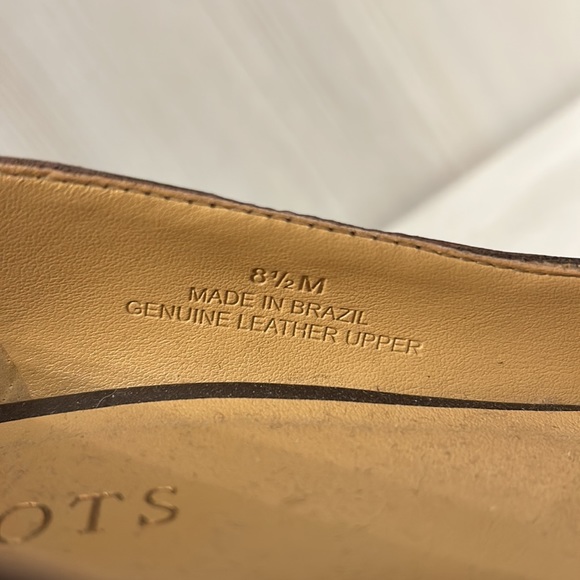 8½M
MADE IN BRAZIL
GENUINE LEATHER UPPER
OTS